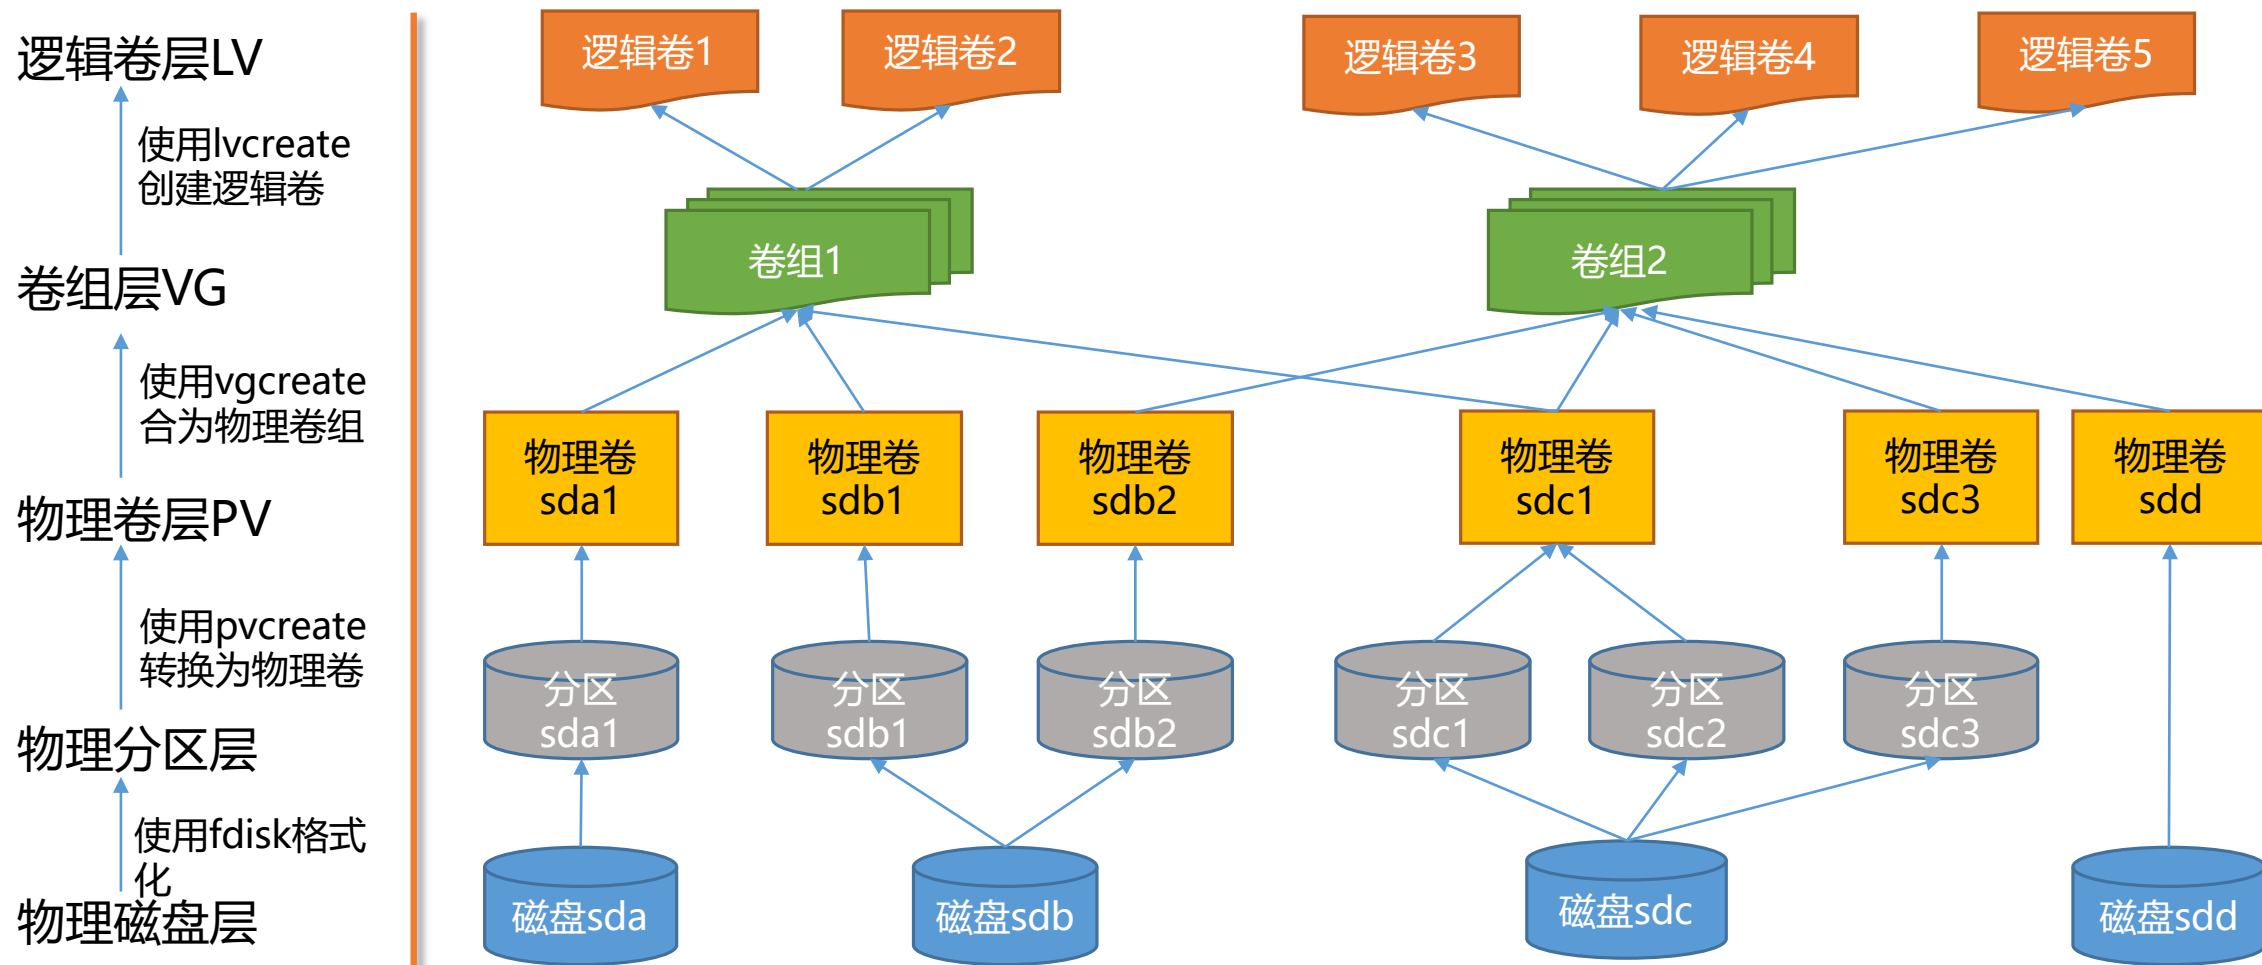 逻辑卷层LV
使用lvcreate
创建逻辑卷
卷组层VG
使用vgcreate
合为物理卷组
物理卷层PV
使用pvcreate
转换为物理卷
物理分区层
使用fdisk格式
化
物理磁盘层
逻辑卷1
逻辑卷2
逻辑卷3
逻辑卷4
逻辑卷5
卷组1
卷组2
物理卷
sda1
物理卷
sdb1
物理卷
sdb2
物理卷
sdc1
物理卷
sdc3
物理卷
sdd
分区
sda1
分区
sdb1
分区
sdb2
分区
sdc1
分区
sdc2
分区
sdc3
磁盘sda
磁盘sdb
磁盘sdc
磁盘sdd